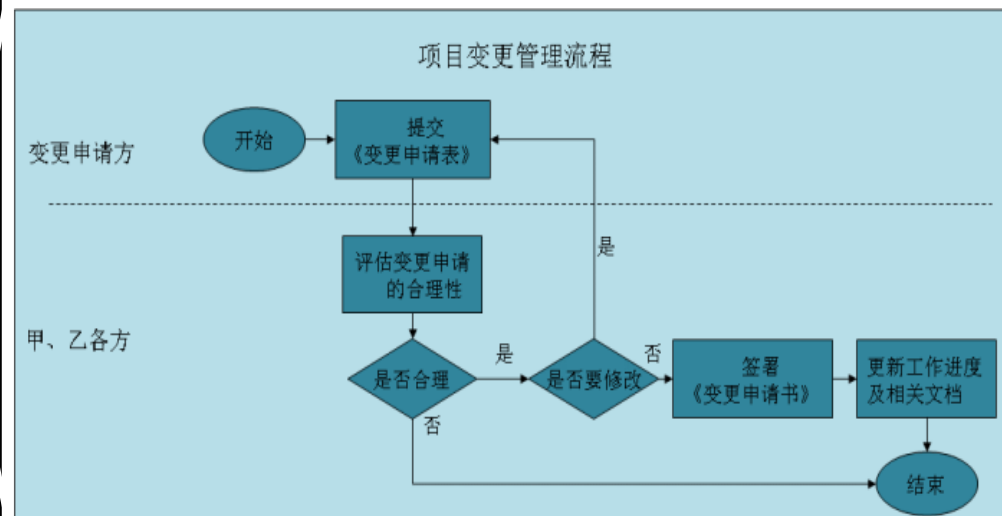 项目变更管理流程
变更申请方
开始
提交
《变更申请表》
评估变更申请
的合理性
是
甲、乙各方
是否合理
是
是否要修改
否
签署
《变更申请书》
更新工作进度
及相关文档
否
结束